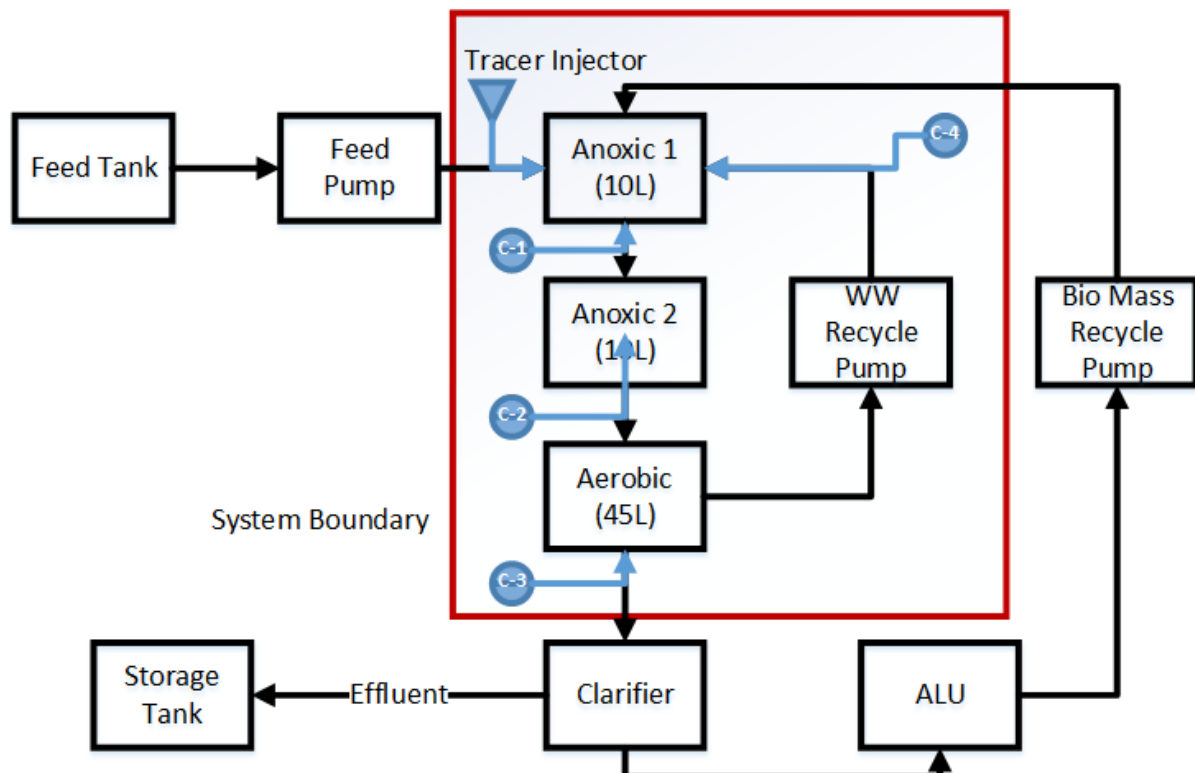 Tracer Injector
Feed Tank
Feed
Pump
Anoxic 1
(10L)
C-4
C-1
Anoxic 2
(10L)
WW
Recycle
Pump
Bio Mass
Recycle
Pump
C-2
Aerobic
(45L)
System Boundary
C-3
Storage
Tank
Effluent
Clarifier
ALU